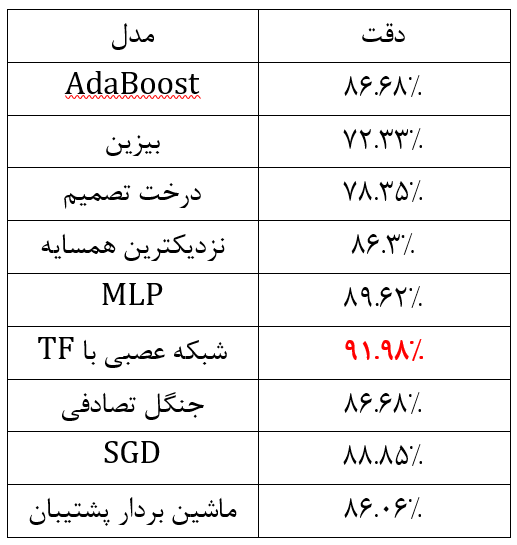 مدل دقت
AdaBoost ۸۶.۶۸٪
بیزین ۷۲.۳۳٪
درخت تصمیم ۷۸.۳۵٪
نزدیکترین همسایه ۸۶.۳٪
MLP ۸۹.۶۲٪
شبکه عصبی با TF ۹۱.۹۸٪
جنگل تصادفی ۸۶.۶۸٪
SGD ۸۸.۸۵٪
ماشین بردار پشتیبان ۸۶.۰۶٪